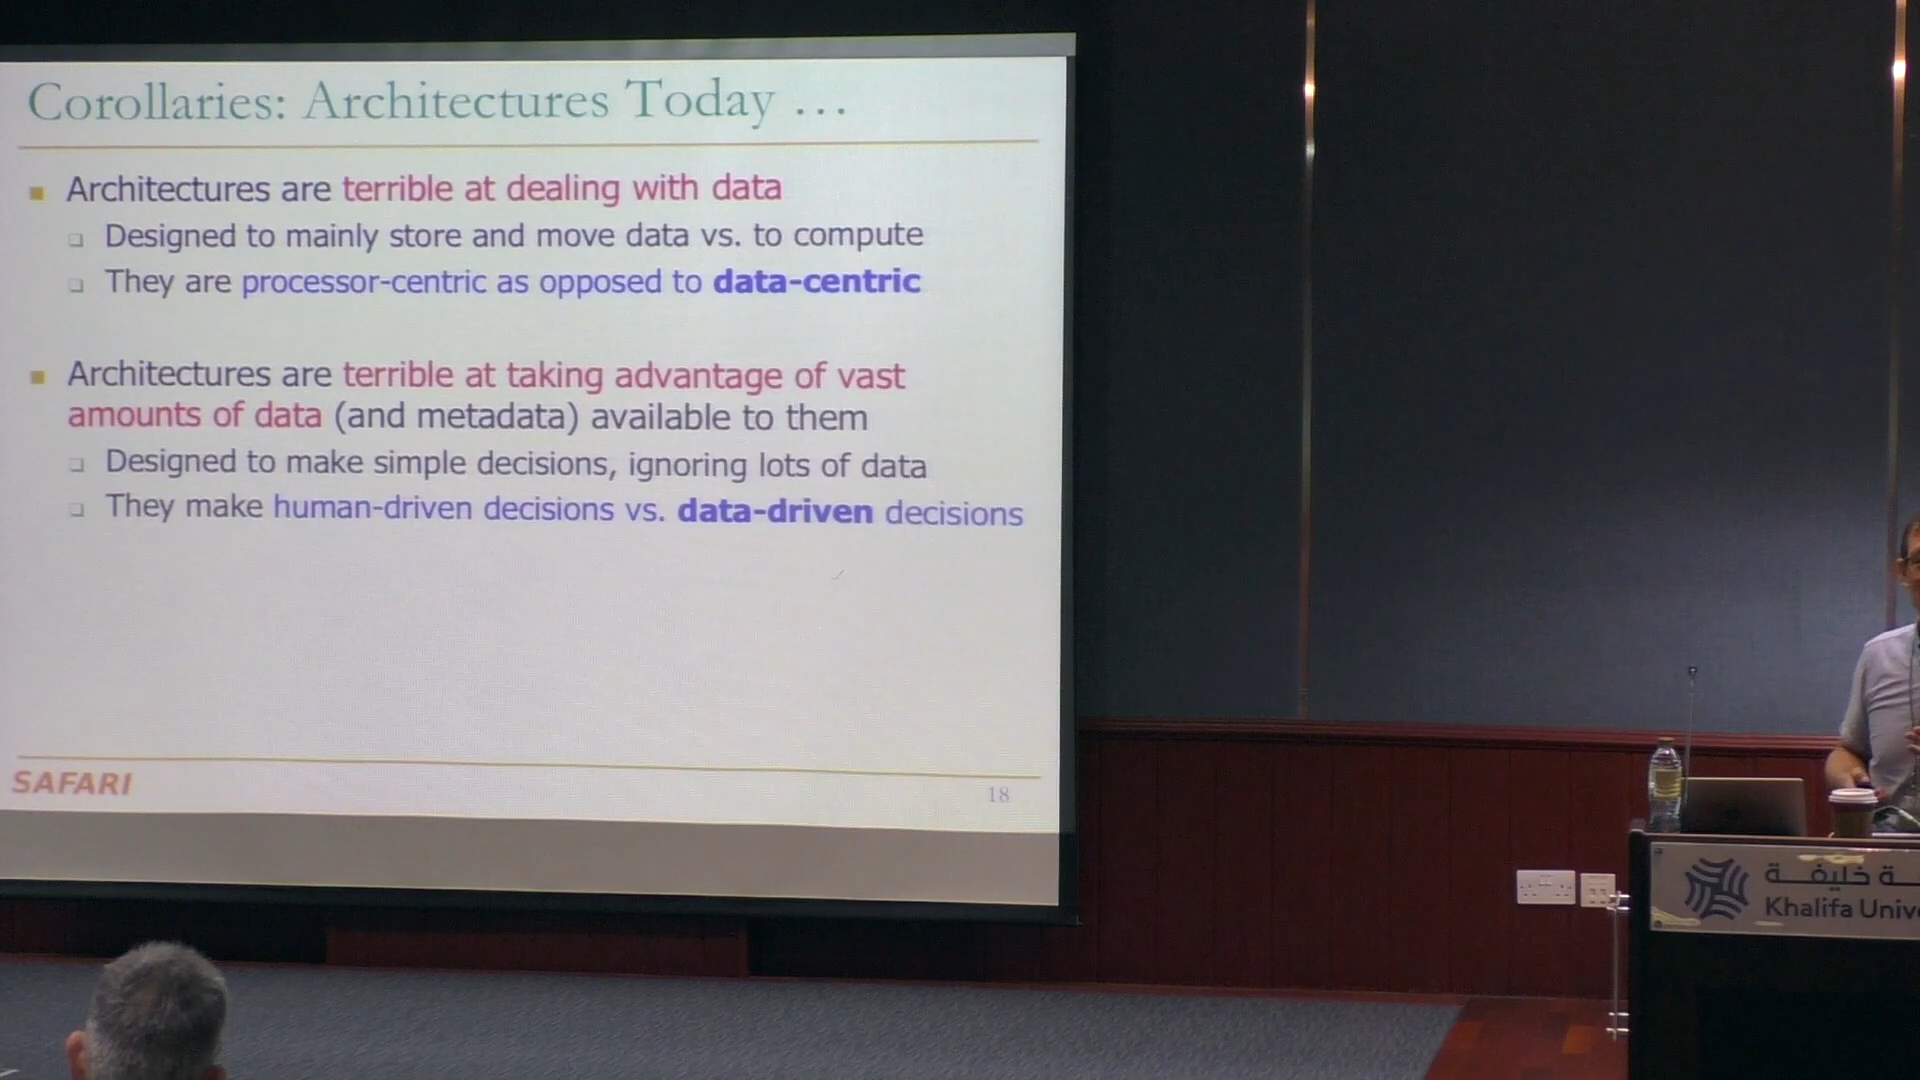 Corollaries: Architectures Today …
Architectures are terrible at dealing with data
Designed to mainly store and move data vs. to compute
They are processor-centric as opposed to data-centric
Architectures are terrible at taking advantage of vast
amounts of data (and metadata) available to them
Designed to make simple decisions, ignoring lots of data
They make human-driven decisions vs. data-driven decisions
SAFARI
18
خليفة
Khalifa